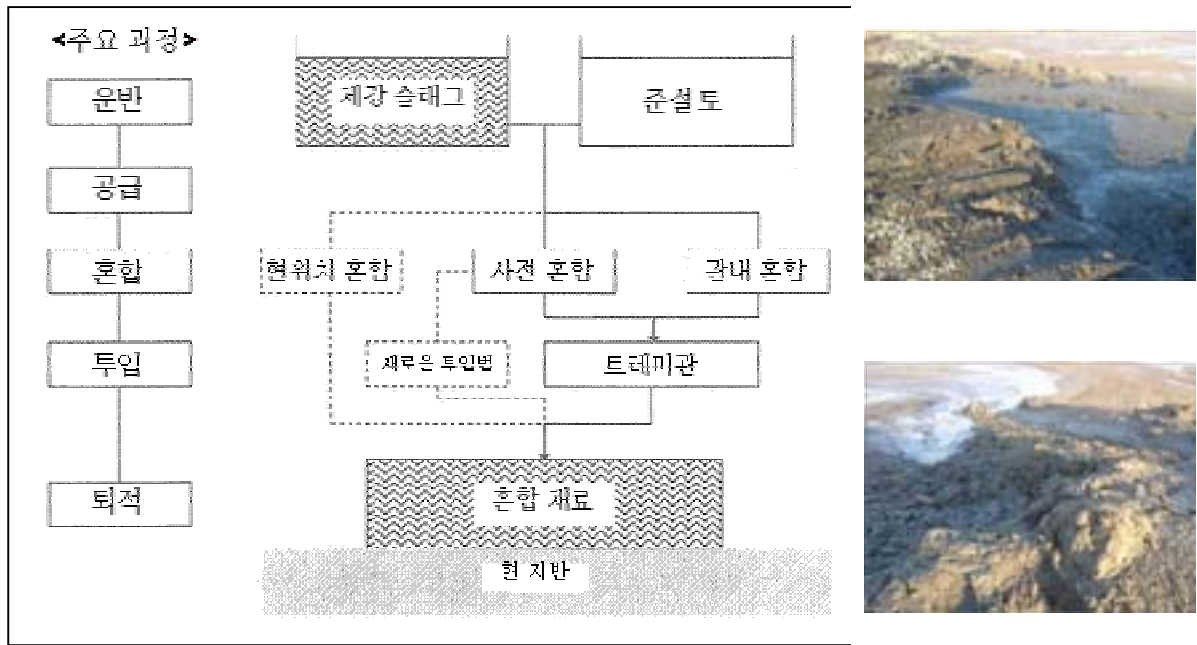 <주요 과정>
운반
공급
혼합
투입
퇴적
제강 슬래그
준설토
현위치 혼합
사전 혼합
관내 혼합
새로운 투입법
트레미관
혼합 재료
현 지반